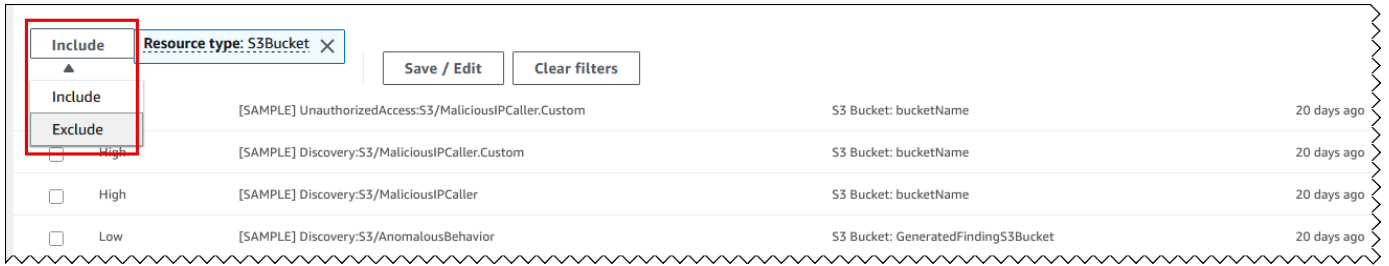 Include
Resource type: S3Bucket
Save / Edit
Clear filters
Include
Exclude
[SAMPLE] UnauthorizedAccess:S3/MaliciousIPCaller.Custom S3 Bucket: bucketName 20 days ago
High [SAMPLE] Discovery:S3/MaliciousIPCaller.Custom S3 Bucket: bucketName 20 days ago
High [SAMPLE] Discovery:S3/MaliciousIPCaller S3 Bucket: bucketName 20 days ago
Low [SAMPLE] Discovery:S3/AnomalousBehavior S3 Bucket: GeneratedFindingS3Bucket 20 days ago